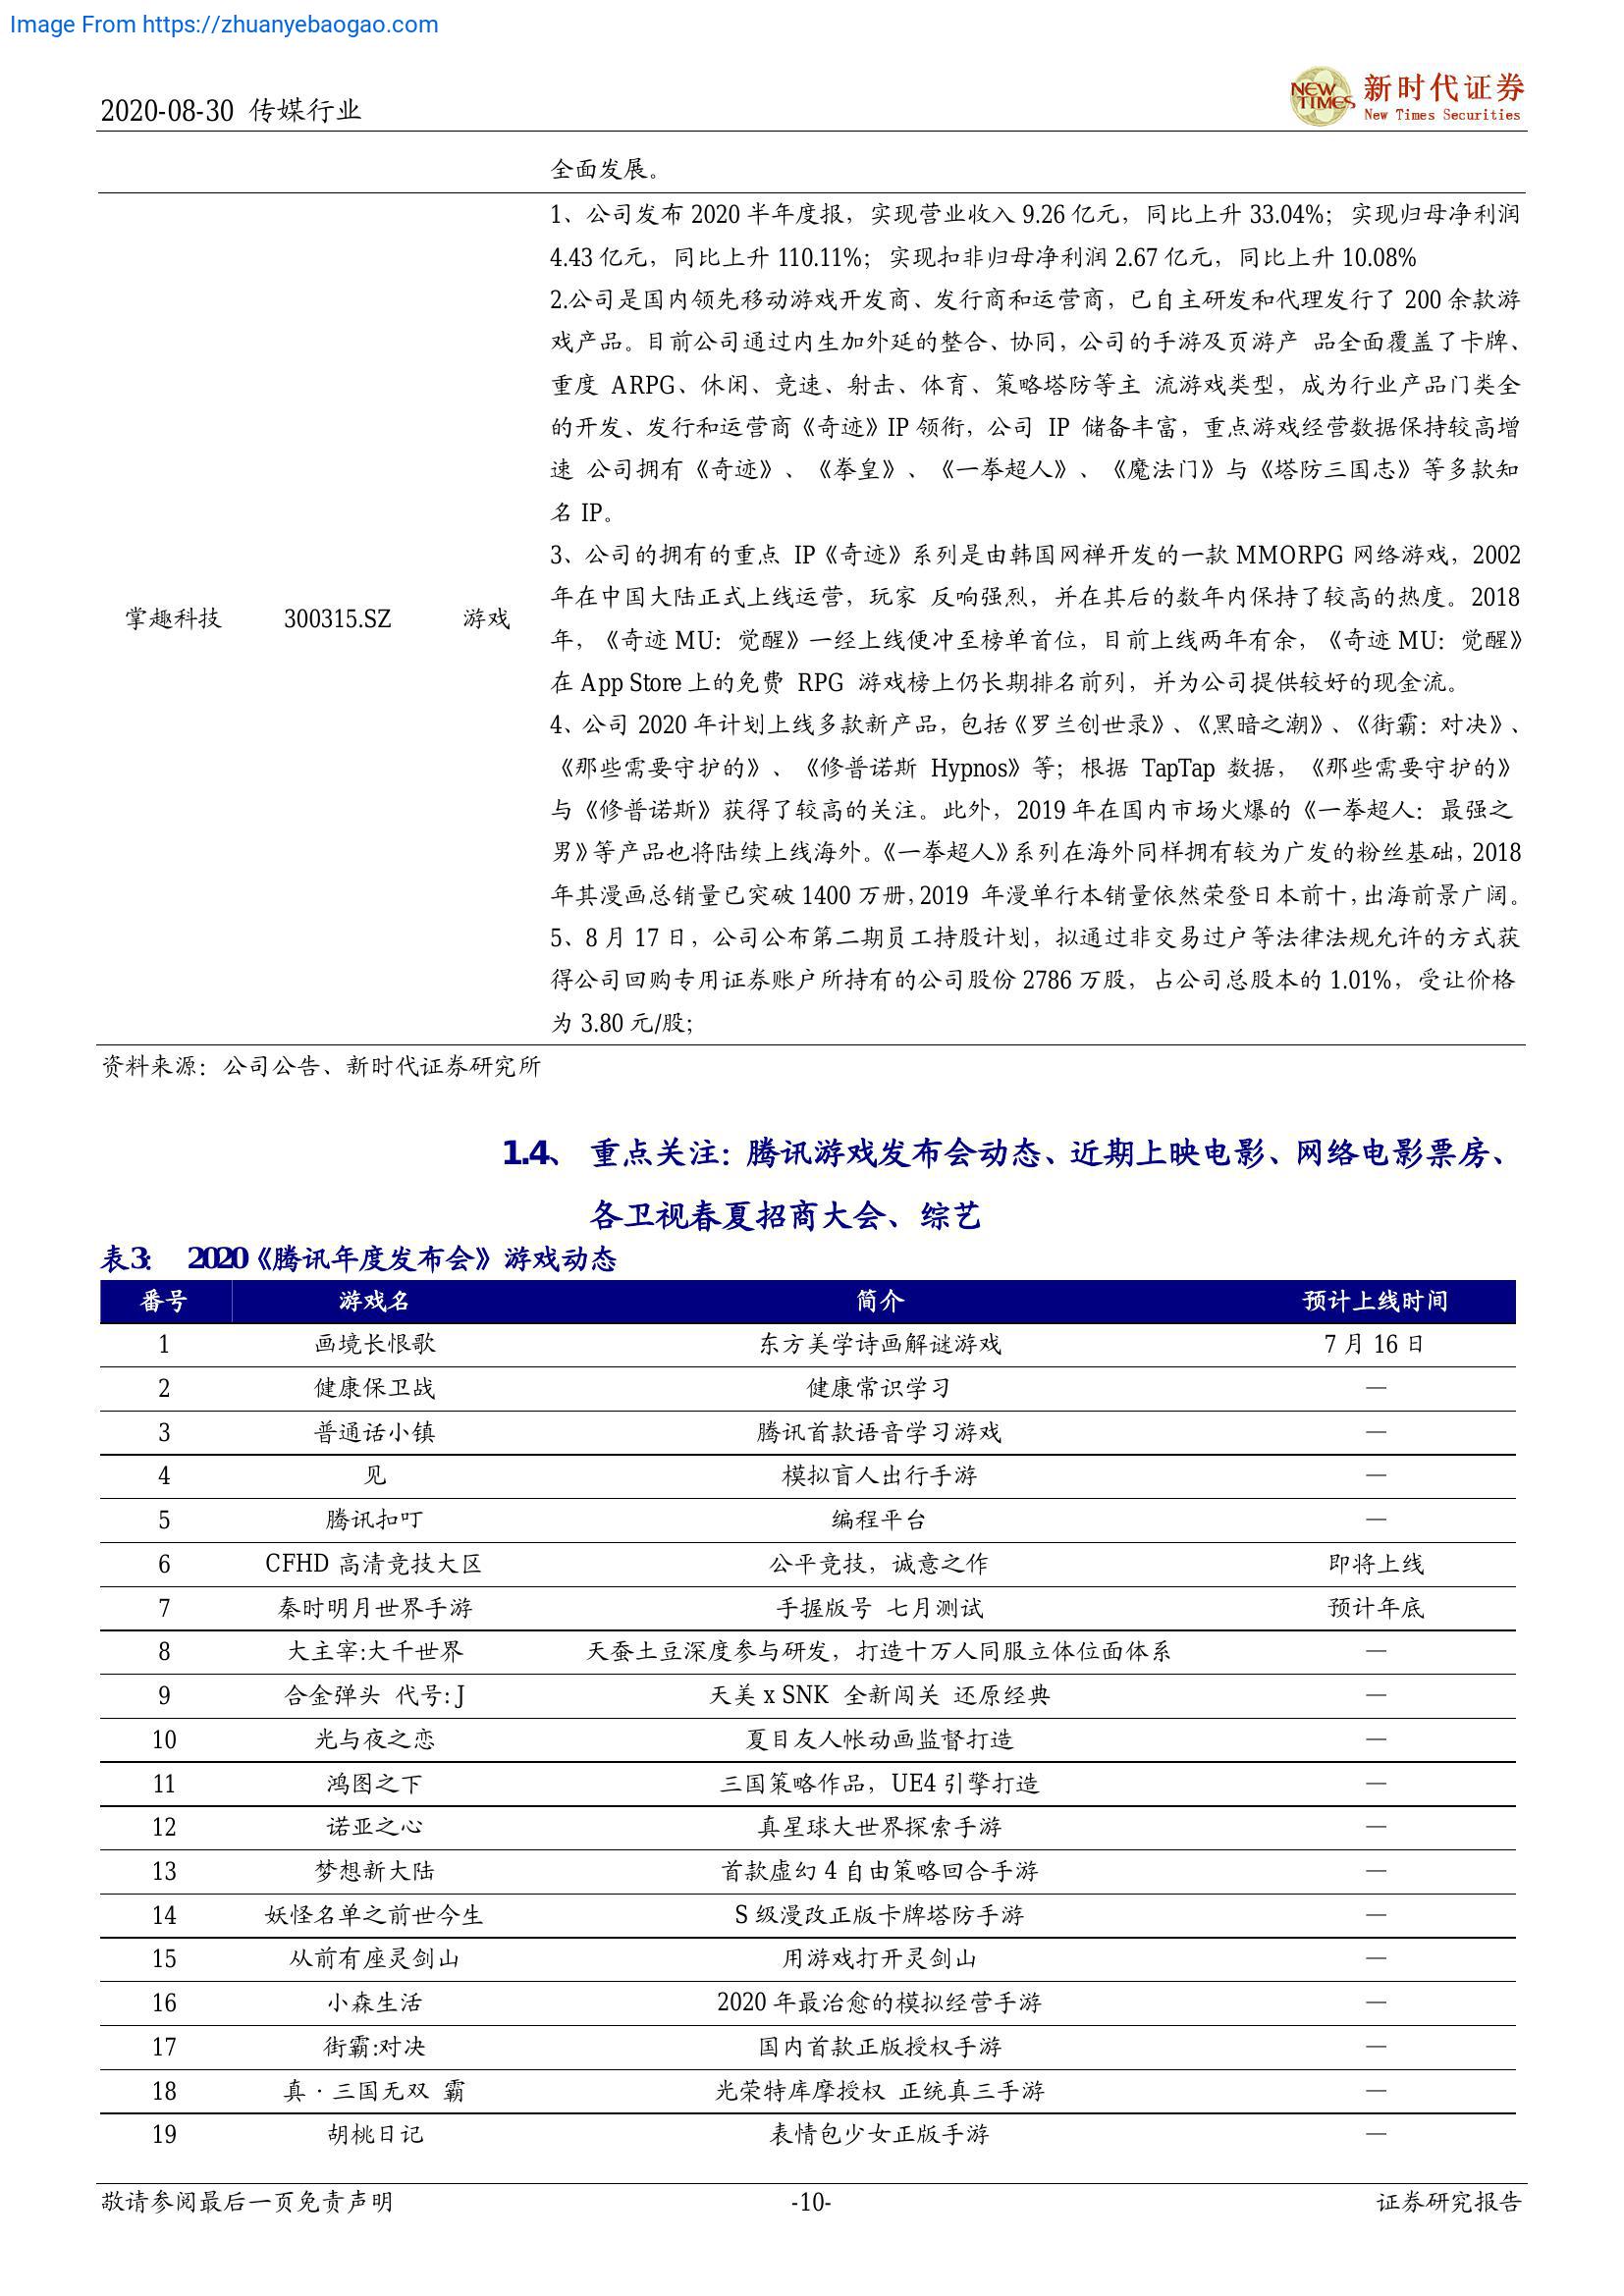 Image From https://zhuanyebaogao.com
2020-08-30 传媒行业
NEW TIMES
新时代证券
New Times Securities
全面发展。
1、公司发布 2020 半年度报，实现营业收入 9.26 亿元，同比上升 33.04%；实现归母净利润
4.43 亿元，同比上升 110.11%；实现扣非归母净利润 2.67 亿元，同比上升 10.08%
2.公司是国内领先移动游戏开发商、发行商和运营商，已自主研发和代理发行了 200 余款游
戏产品。目前公司通过内生加外延的整合、协同，公司的手游及页游产 品全面覆盖了卡牌、
重度 ARPG、休闲、竞速、射击、体育、策略塔防等主 流游戏类型，成为行业产品门类全
的开发、发行和运营商《奇迹》IP 领衔，公司 IP 储备丰富，重点游戏经营数据保持较高增
速 公司拥有《奇迹》、《拳皇》、《一拳超人》、《魔法门》与《塔防三国志》等多款知
名 IP。
3、公司的拥有的重点 IP《奇迹》系列是由韩国网禅开发的一款 MMORPG 网络游戏，2002
掌趣科技 300315.SZ 游戏
年在中国大陆正式上线运营，玩家 反响强烈，并在其后的数年内保持了较高的热度。2018
年，《奇迹 MU：觉醒》一经上线便冲至榜单首位，目前上线两年有余，《奇迹 MU：觉醒》
在 App Store 上的免费 RPG 游戏榜上仍长期排名前列，并为公司提供较好的现金流。
4、公司 2020 年计划上线多款新产品，包括《罗兰创世录》、《黑暗之潮》、《街霸：对决》、
《那些需要守护的》、《修普诺斯 Hypnos》等；根据 TapTap 数据，《那些需要守护的》
与《修普诺斯》获得了较高的关注。此外，2019 年在国内市场火爆的《一拳超人：最强之
男》等产品也将陆续上线海外。《一拳超人》系列在海外同样拥有较为广发的粉丝基础，2018
年其漫画总销量已突破 1400 万册，2019 年漫单行本销量依然荣登日本前十，出海前景广阔。
5、8 月 17 日，公司公布第二期员工持股计划，拟通过非交易过户等法律法规允许的方式获
得公司回购专用证券账户所持有的公司股份 2786 万股，占公司总股本的 1.01%，受让价格
为 3.80 元/股；
资料来源：公司公告、新时代证券研究所
1.4、 重点关注：腾讯游戏发布会动态、近期上映电影、网络电影票房、
各卫视春夏招商大会、综艺
表3： 2020《腾讯年度发布会》游戏动态
番号 游戏名 简介 预计上线时间
1 画境长恨歌 东方美学诗画解谜游戏 7 月 16 日
2 健康保卫战 健康常识学习 —
3 普通话小镇 腾讯首款语音学习游戏 —
4 见 模拟盲人出行手游 —
5 腾讯扣叮 编程平台 —
6 CFHD 高清竞技大区 公平竞技，诚意之作 即将上线
7 秦时明月世界手游 手握版号 七月测试 预计年底
8 大主宰:大千世界 天蚕土豆深度参与研发，打造十万人同服立体位面体系 —
9 合金弹头 代号: J 天美 x SNK 全新闯关 还原经典 —
10 光与夜之恋 夏目友人帐动画监督打造 —
11 鸿图之下 三国策略作品，UE4 引擎打造 —
12 诺亚之心 真星球大世界探索手游 —
13 梦想新大陆 首款虚幻 4 自由策略回合手游 —
14 妖怪名单之前世今生 S 级漫改正版卡牌塔防手游 —
15 从前有座灵剑山 用游戏打开灵剑山 —
16 小森生活 2020 年最治愈的模拟经营手游 —
17 街霸:对决 国内首款正版授权手游 —
18 真·三国无双 霸 光荣特库摩授权 正统真三手游 —
19 胡桃日记 表情包少女正版手游 —
敬请参阅最后一页免责声明 -10- 证券研究报告